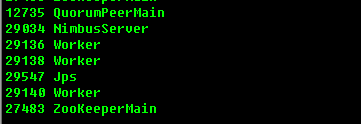 12735 QuorumPeerMain
29034 NimbusServer
29136 Worker
29138 Worker
29547 Jps
29140 Worker
27483 ZooKeeperMain